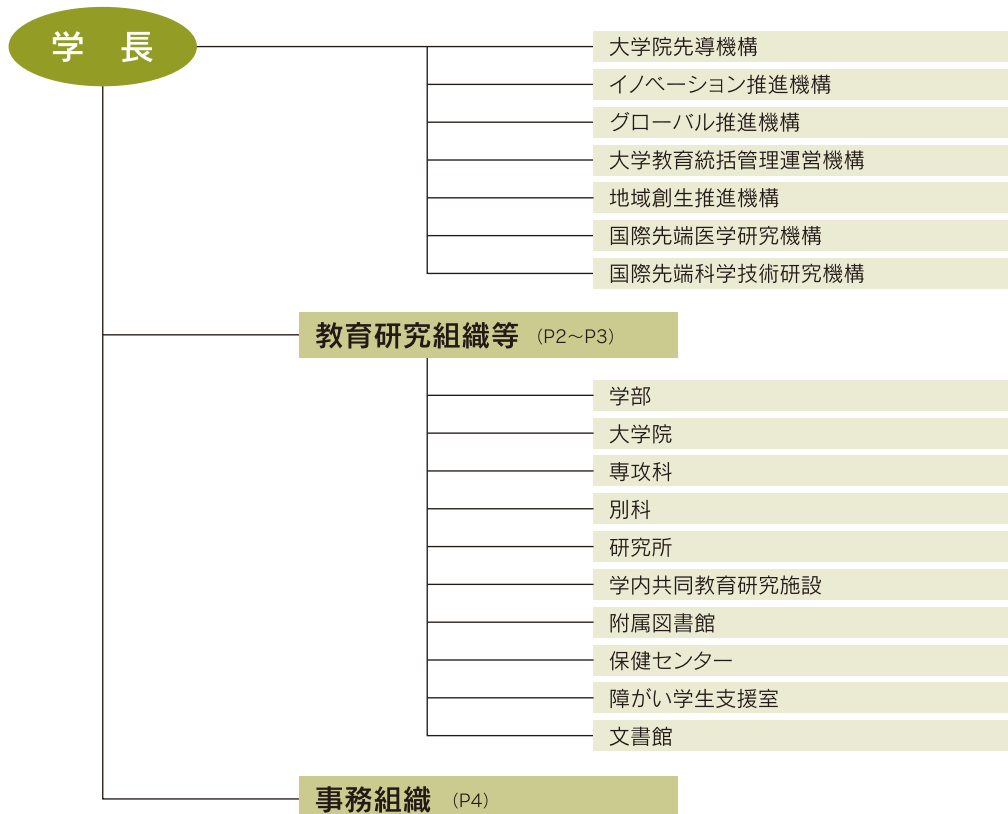 学　長
大学院先導機構
イノベーション推進機構
グローバル推進機構
大学教育統括管理運営機構
地域創生推進機構
国際先端医学研究機構
国際先端科学技術研究機構
教育研究組織等 （P2～P3）
学部
大学院
専攻科
別科
研究所
学内共同教育研究施設
附属図書館
保健センター
障がい学生支援室
文書館
事務組織 （P4）